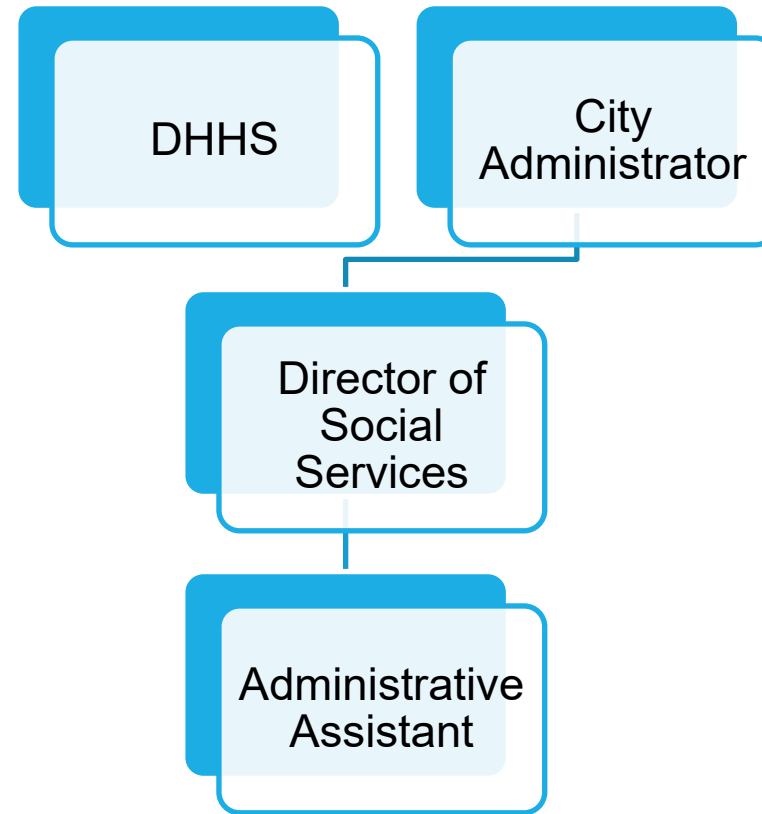 DHHS
City
Administrator
Director of
Social
Services
Administrative
Assistant